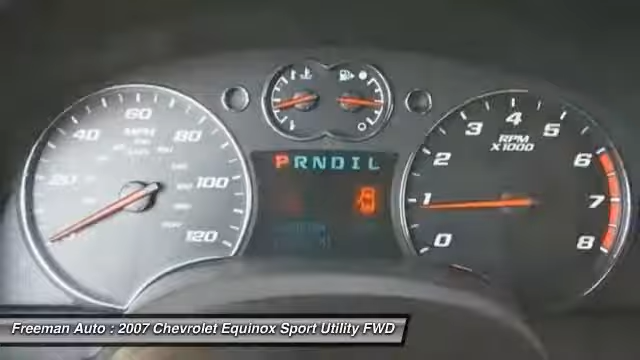 60
40 80
MPH
20 100
120
PRNDIL
4
3 5
RPM
X1000
2 6
1 7
0 8
Freeman Auto : 2007 Chevrolet Equinox Sport Utility FWD